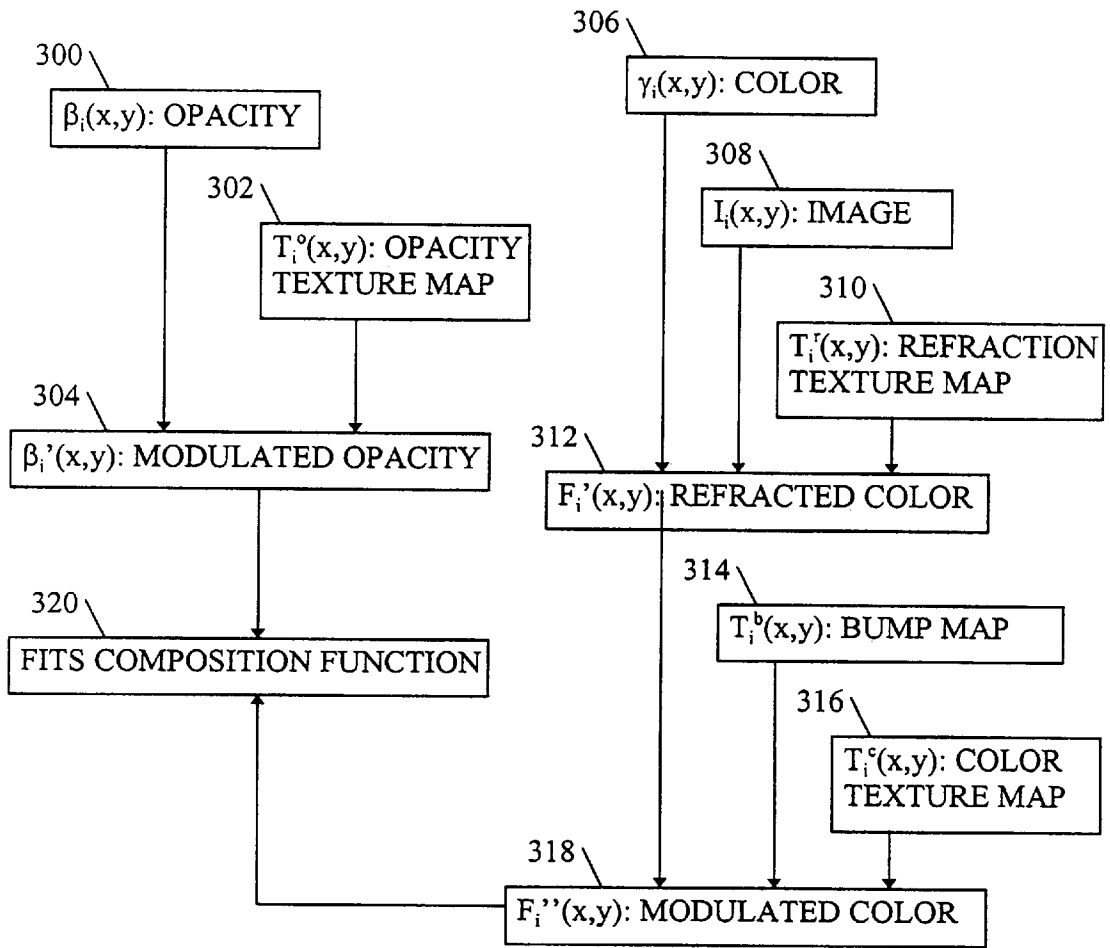 306
300
γᵢ(x,y): COLOR
βᵢ(x,y): OPACITY
308
302
Iᵢ(x,y): IMAGE
Tᵢᵒ(x,y): OPACITY
TEXTURE MAP
310
Tᵢʳ(x,y): REFRACTION
TEXTURE MAP
304
312
βᵢ’(x,y): MODULATED OPACITY
Fᵢ’(x,y): REFRACTED COLOR
314
320
Tᵢᵇ(x,y): BUMP MAP
FITS COMPOSITION FUNCTION
316
Tᵢᶜ(x,y): COLOR
TEXTURE MAP
318
Fᵢ’’(x,y): MODULATED COLOR